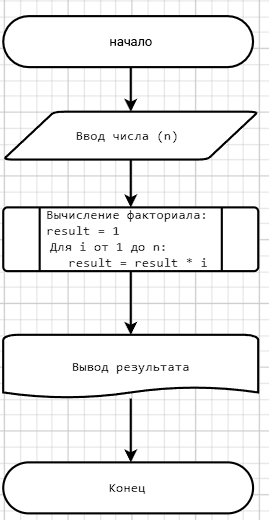 начало
Ввод числа (n)
Вычисление факториала:
result = 1
Для i от 1 до n:
result = result * i
Вывод результата
Конец